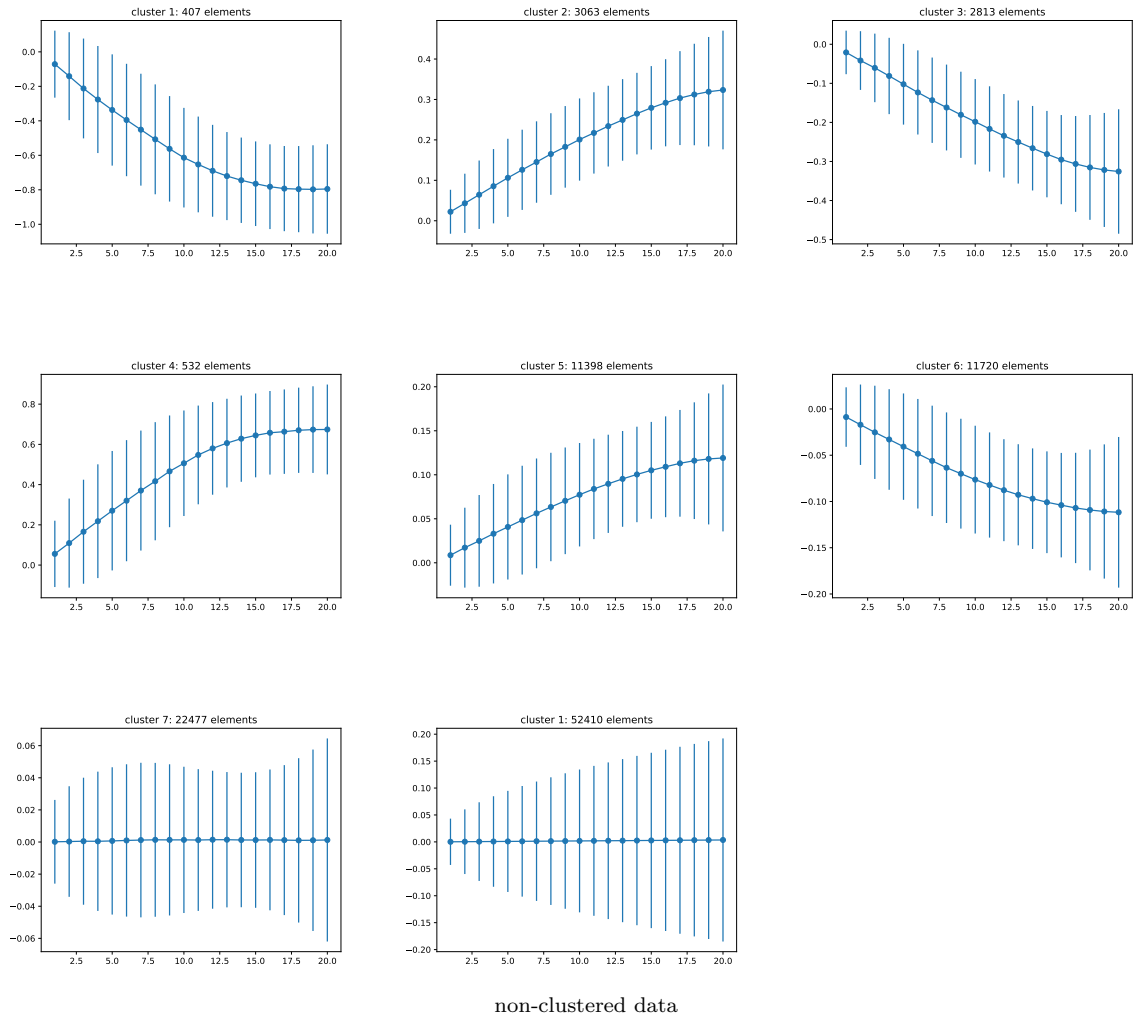 cluster 1: 407 elements
0.0
−0.2
−0.4
−0.6
−0.8
−1.0
2.5 5.0 7.5 10.0 12.5 15.0 17.5 20.0
cluster 2: 3063 elements
0.4
0.3
0.2
0.1
0.0
2.5 5.0 7.5 10.0 12.5 15.0 17.5 20.0
cluster 3: 2813 elements
0.0
−0.1
−0.2
−0.3
−0.4
−0.5
2.5 5.0 7.5 10.0 12.5 15.0 17.5 20.0
cluster 4: 532 elements
0.8
0.6
0.4
0.2
0.0
2.5 5.0 7.5 10.0 12.5 15.0 17.5 20.0
cluster 5: 11398 elements
0.20
0.15
0.10
0.05
0.00
2.5 5.0 7.5 10.0 12.5 15.0 17.5 20.0
cluster 6: 11720 elements
0.00
−0.05
−0.10
−0.15
−0.20
2.5 5.0 7.5 10.0 12.5 15.0 17.5 20.0
cluster 7: 22477 elements
0.06
0.04
0.02
0.00
−0.02
−0.04
−0.06
2.5 5.0 7.5 10.0 12.5 15.0 17.5 20.0
cluster 1: 52410 elements
0.20
0.15
0.10
0.05
0.00
−0.05
−0.10
−0.15
−0.20
2.5 5.0 7.5 10.0 12.5 15.0 17.5 20.0
non-clustered data